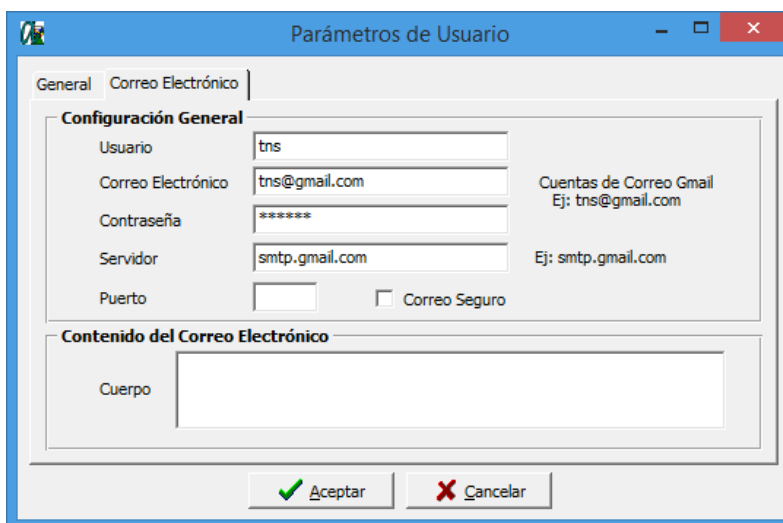 Parámetros de Usuario
General Correo Electrónico
Configuración General
Usuario tns
Correo Electrónico tns@gmail.com Cuentas de Correo Gmail
Ej: tns@gmail.com
Contraseña ******
Servidor smtp.gmail.com Ej: smtp.gmail.com
Puerto Correo Seguro
Contenido del Correo Electrónico
Cuerpo
Aceptar Cancelar